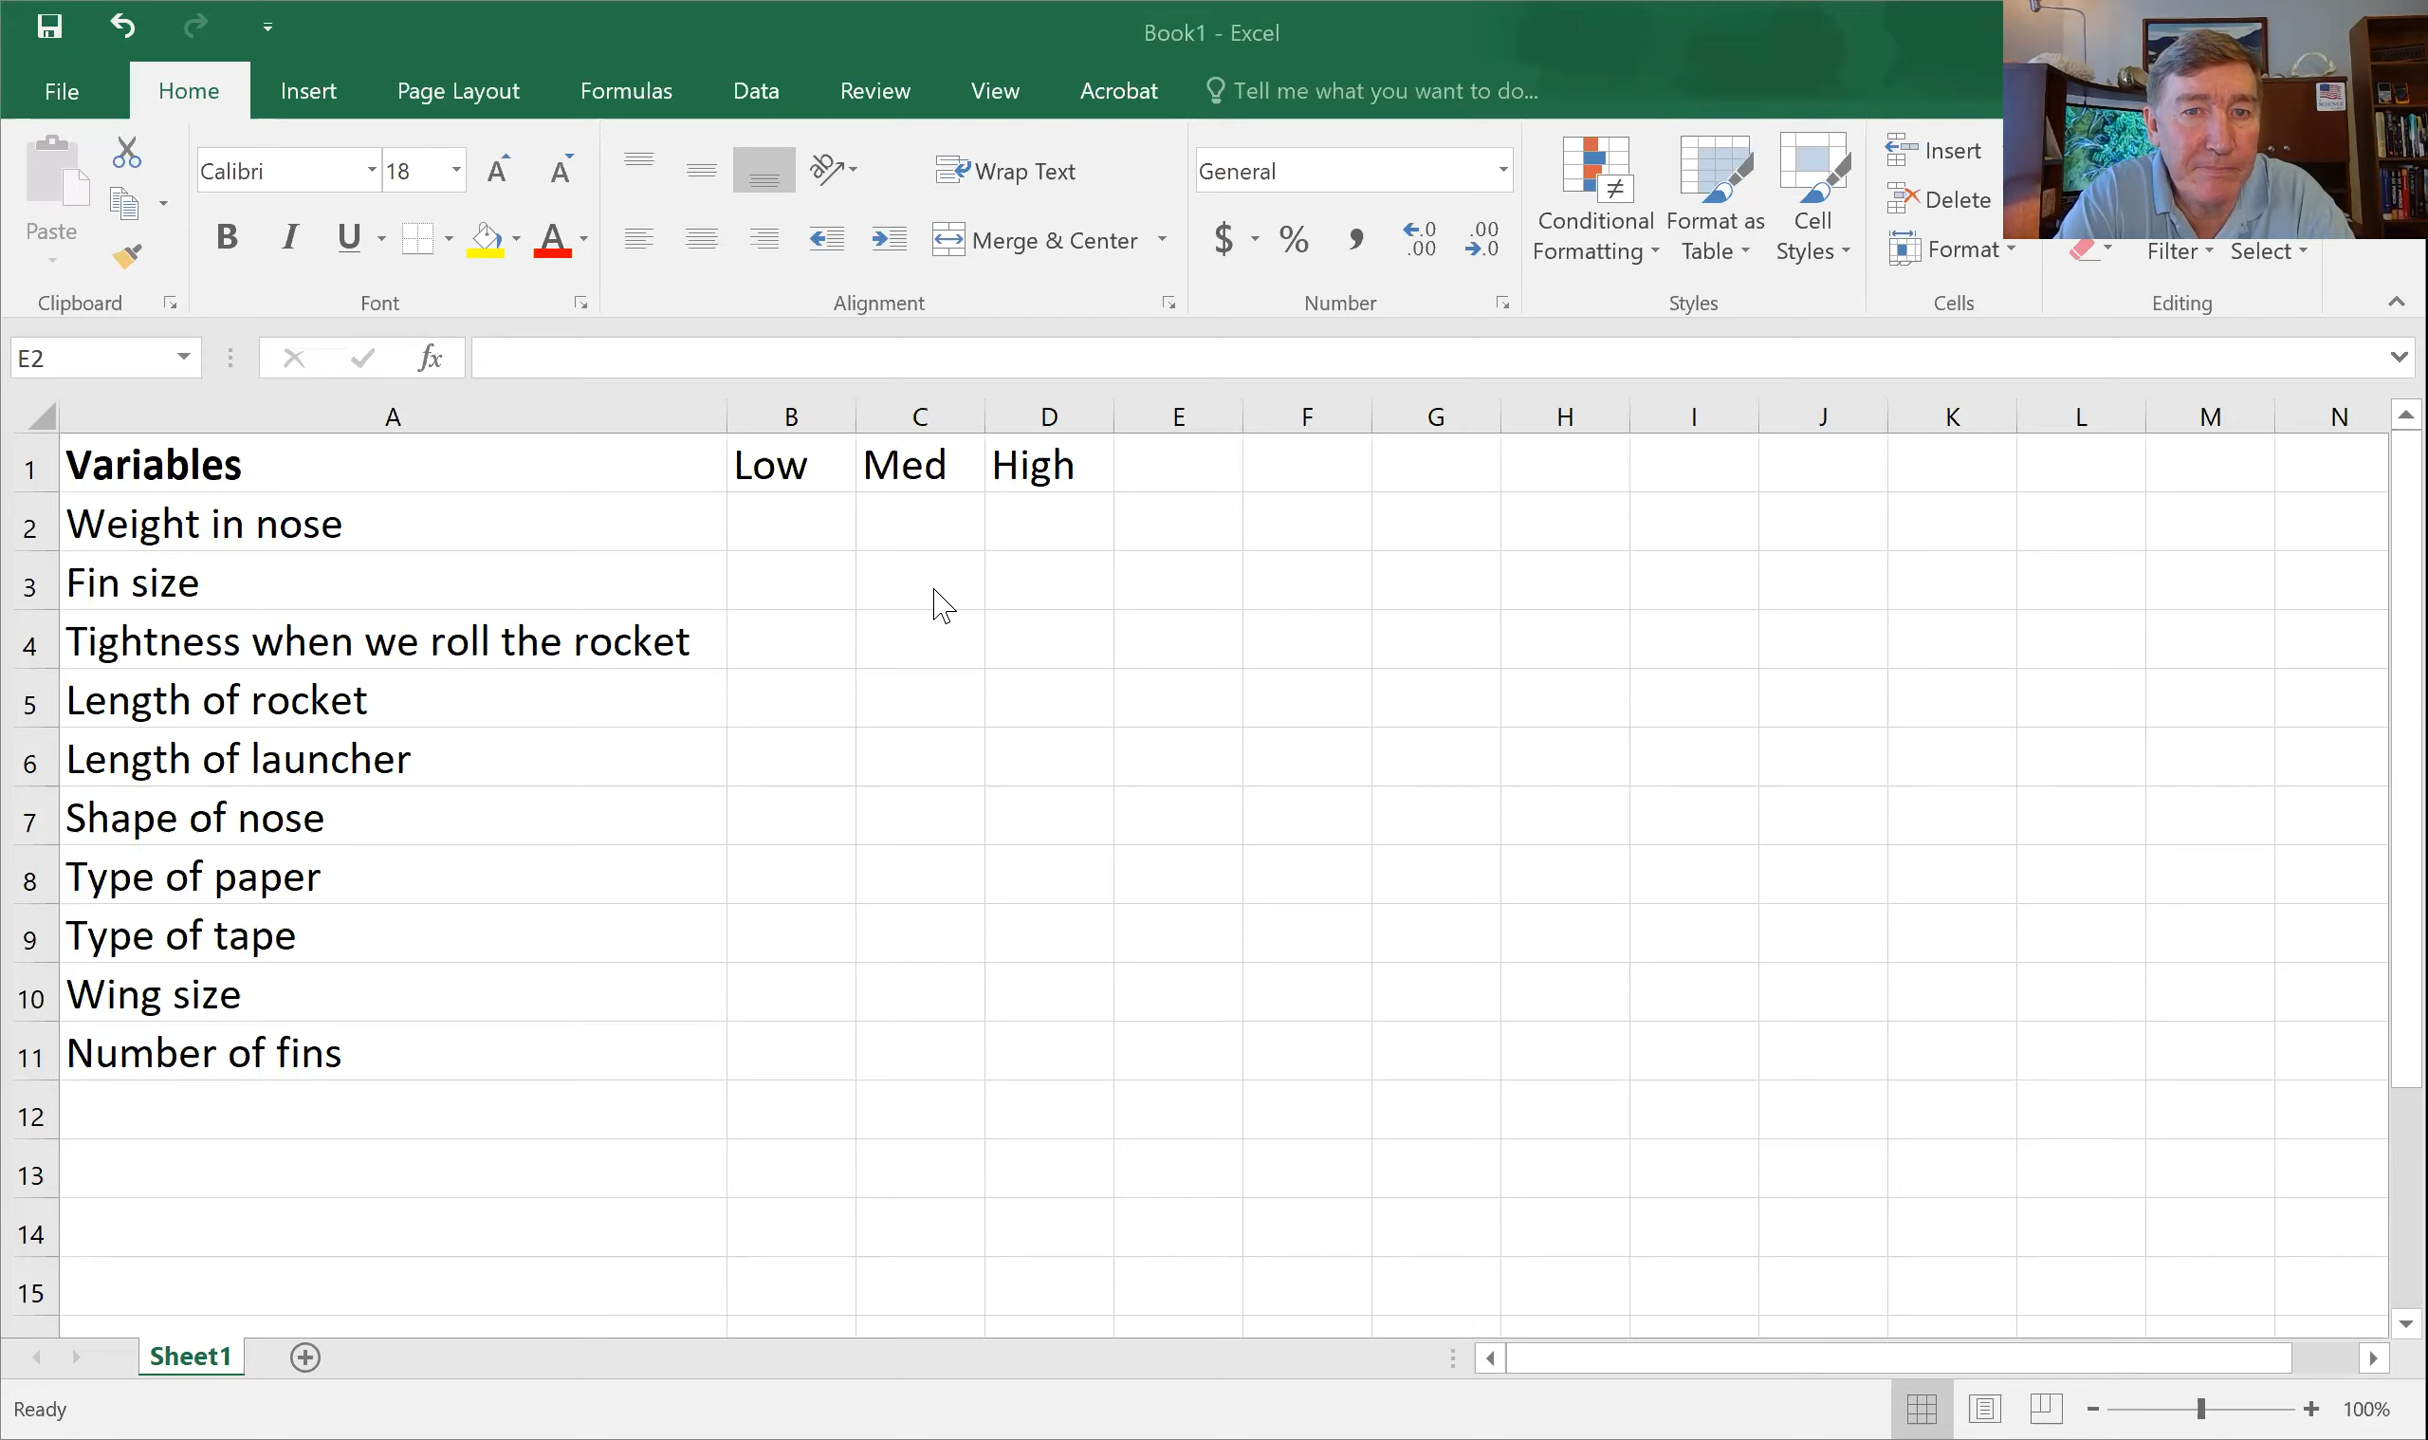 Book1 - Excel
File Home Insert Page Layout Formulas Data Review View Acrobat Tell me what you want to do...
Paste
Calibri 18
B I U A
Wrap Text
Merge & Center
General
$ % , .0 .00 .00 .0
Conditional Formatting
Format as Table
Cell Styles
Insert
Delete
Format
Filter Select
Clipboard Font Alignment Number Styles Cells Editing
E2 fx
A B C D E F G H I J K L M N
1 Variables Low Med High
2 Weight in nose
3 Fin size
4 Tightness when we roll the rocket
5 Length of rocket
6 Length of launcher
7 Shape of nose
8 Type of paper
9 Type of tape
10 Wing size
11 Number of fins
12
13
14
15
Sheet1
Ready 100%